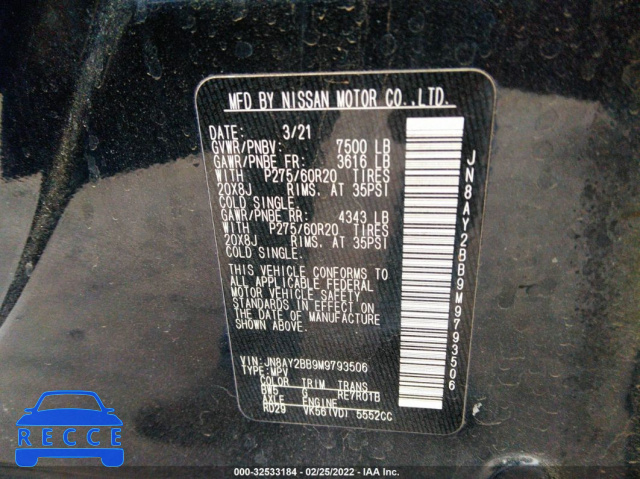 MFD BY NISSAN MOTOR CO.,LTD.
DATE: 3/21
GVWR/PNBV: 7500 LB
GAWR/PNBE FR: 3616 LB
WITH P275/60R20 TIRES
20X8J RIMS. AT 35PSI
COLD SINGLE.
GAWR/PNBE RR: 4343 LB
WITH P275/60R20 TIRES
20X8J RIMS. AT 35PSI
COLD SINGLE.
THIS VEHICLE CONFORMS TO
ALL APPLICABLE FEDERAL
MOTOR VEHICLE SAFETY
STANDARDS IN EFFECT ON
THE DATE OF MANUFACTURE
SHOWN ABOVE.
VIN: JN8AY2BB9M9793506
TYPE: MPV
COLOR TRIM TRANS
BW5 G RE7R01B
AXLE ENGINE
RD29 VK56(VD) 5552CC
JN8AY2BB9M9793506
000-32533184 - 02/25/2022 - IAA Inc.